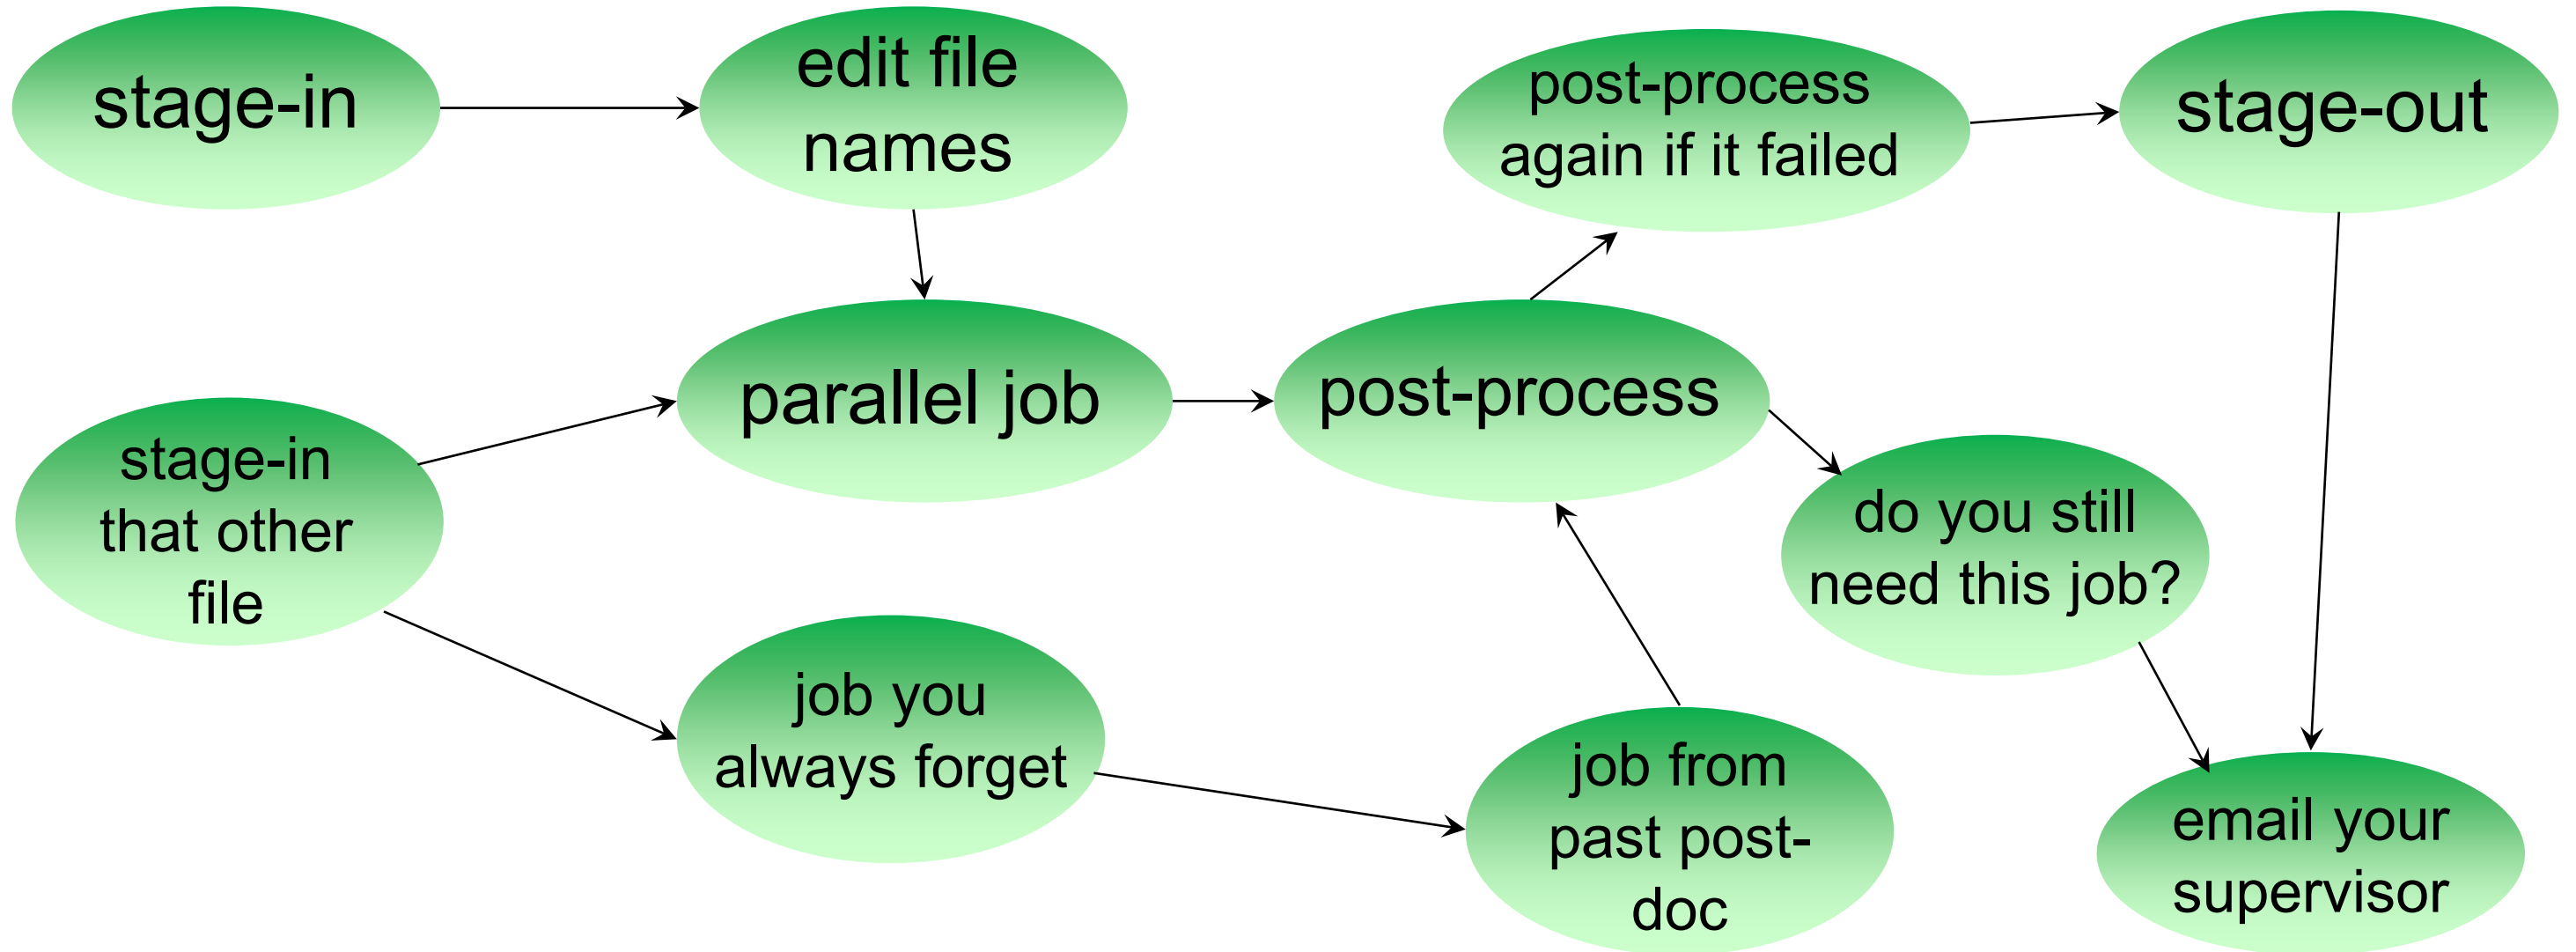 stage-in
edit file
names
post-process
again if it failed
stage-out
parallel job
post-process
stage-in
that other
file
do you still
need this job?
job you
always forget
job from
past post-
doc
email your
supervisor